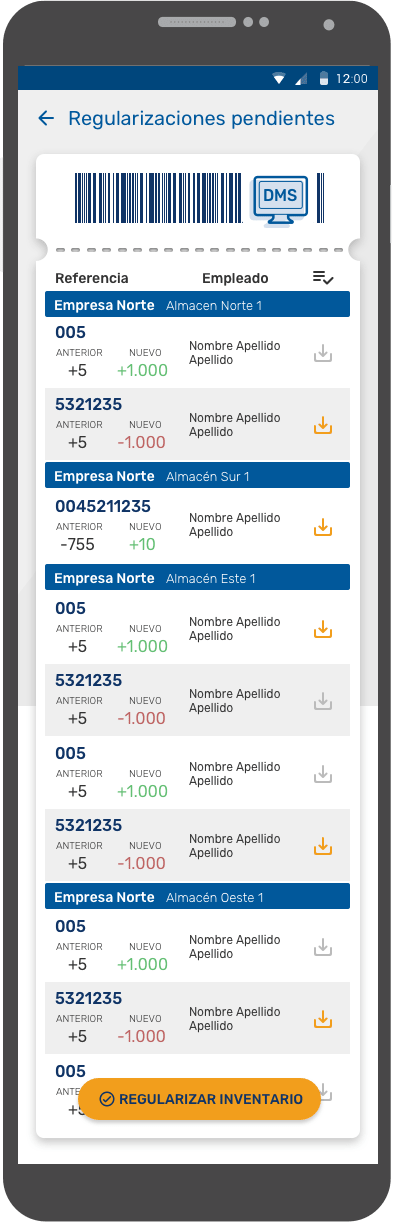 12:00
Regularizaciones pendientes
DMS
Referencia Empleado
Empresa Norte Almacen Norte 1
005
ANTERIOR NUEVO Nombre Apellido
+5 +1.000 Apellido
5321235
ANTERIOR NUEVO Nombre Apellido
+5 -1.000 Apellido
Empresa Norte Almacén Sur 1
0045211235
ANTERIOR NUEVO Nombre Apellido
-755 +10 Apellido
Empresa Norte Almacén Este 1
005
ANTERIOR NUEVO Nombre Apellido
+5 +1.000 Apellido
5321235
ANTERIOR NUEVO Nombre Apellido
+5 -1.000 Apellido
005
ANTERIOR NUEVO Nombre Apellido
+5 +1.000 Apellido
5321235
ANTERIOR NUEVO Nombre Apellido
+5 -1.000 Apellido
Empresa Norte Almacén Oeste 1
005
ANTERIOR NUEVO Nombre Apellido
+5 +1.000 Apellido
5321235
ANTERIOR NUEVO Nombre Apellido
+5 -1.000 Apellido
005
REGULARIZAR INVENTARIO